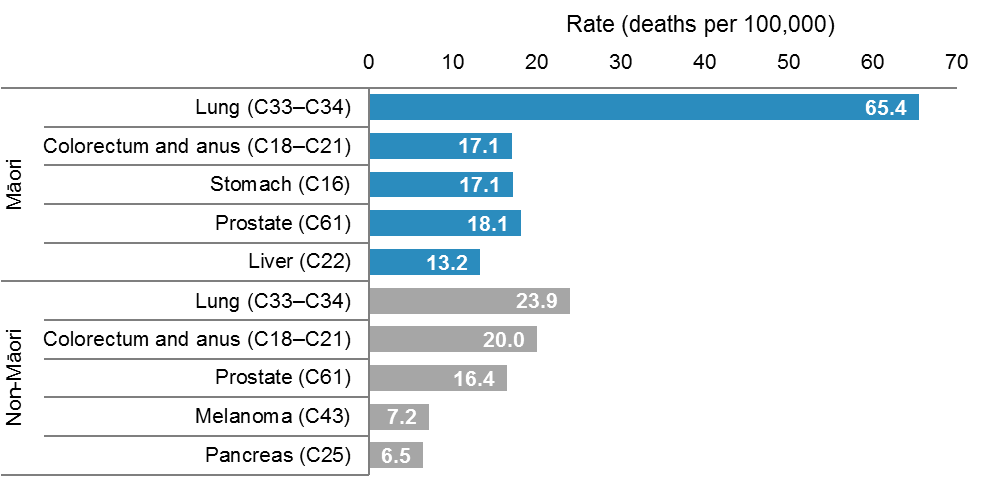 Rate (deaths per 100,000)
0 10 20 30 40 50 60 70
Māori
Lung (C33–C34) 65.4
Colorectum and anus (C18–C21) 17.1
Stomach (C16) 17.1
Prostate (C61) 18.1
Liver (C22) 13.2
Non-Māori
Lung (C33–C34) 23.9
Colorectum and anus (C18–C21) 20.0
Prostate (C61) 16.4
Melanoma (C43) 7.2
Pancreas (C25) 6.5